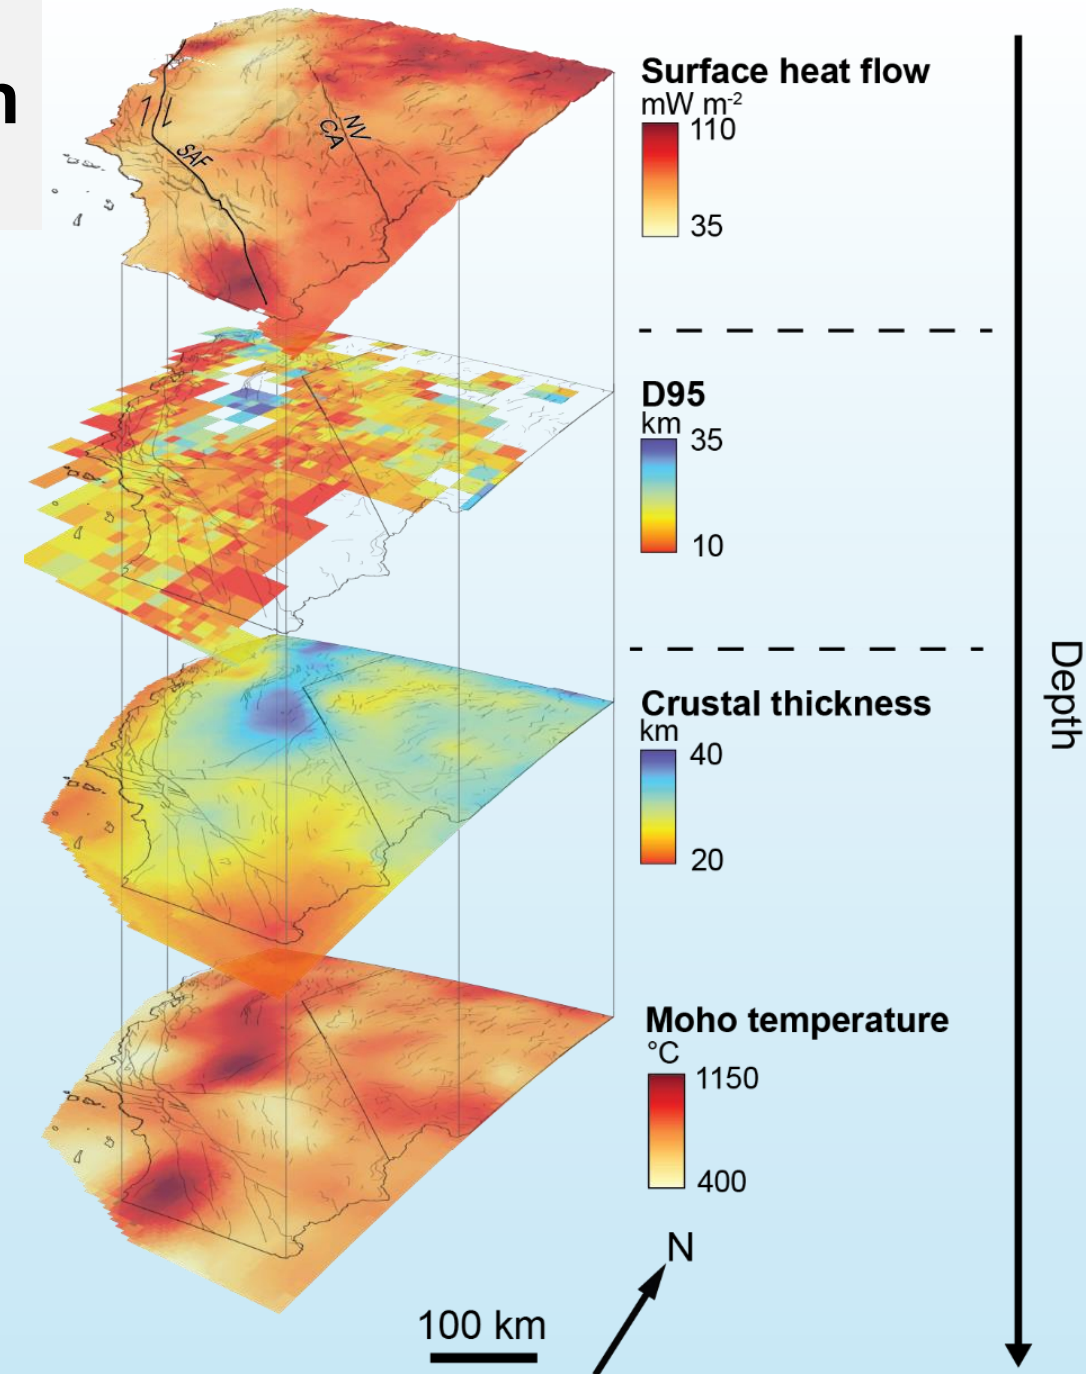 n
Surface heat flow
mW m-2
110
35
NV
CA
SAF
D95
km
35
10
Crustal thickness
km
40
20
Depth
Moho temperature
°C
1150
400
N
100 km